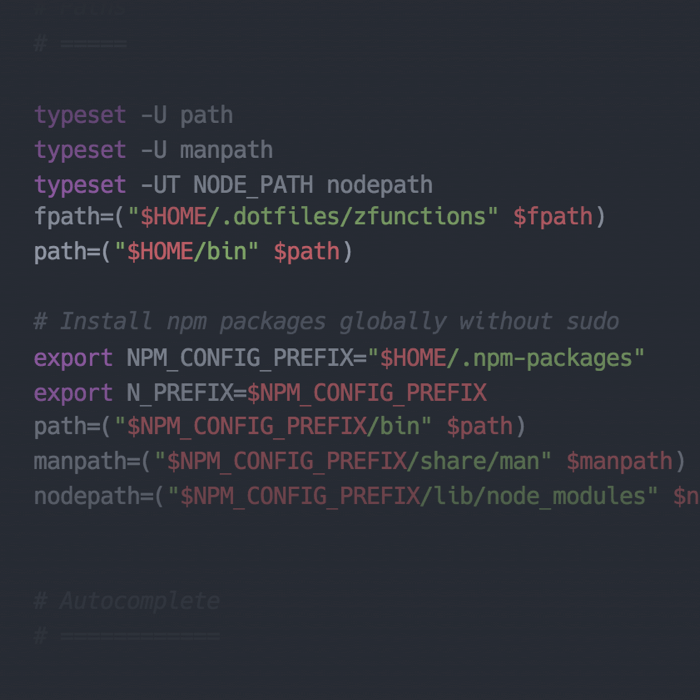 # Paths
# =====
typeset -U path
typeset -U manpath
typeset -UT NODE_PATH nodepath
fpath=("$HOME/.dotfiles/zfunctions" $fpath)
path=("$HOME/bin" $path)
# Install npm packages globally without sudo
export NPM_CONFIG_PREFIX="$HOME/.npm-packages"
export N_PREFIX=$NPM_CONFIG_PREFIX
path=("$NPM_CONFIG_PREFIX/bin" $path)
manpath=("$NPM_CONFIG_PREFIX/share/man" $manpath)
nodepath=("$NPM_CONFIG_PREFIX/lib/node_modules" $n
# Autocomplete
# ============